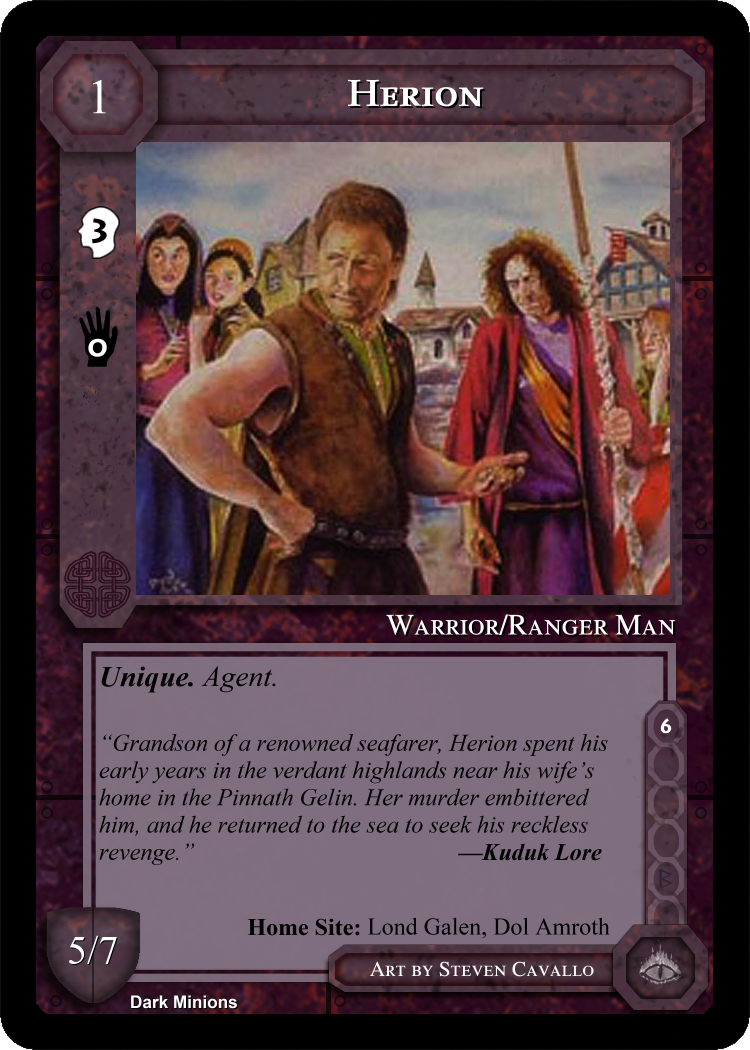 1
Herion
3
0
Warrior/Ranger Man
Unique. Agent.
6
“Grandson of a renowned seafarer, Herion spent his
early years in the verdant highlands near his wife’s
home in the Pinnath Gelin. Her murder embittered
him, and he returned to the sea to seek his reckless
revenge.” —Kuduk Lore
Home Site: Lond Galen, Dol Amroth
5/7
Art by Steven Cavallo
Dark Minions